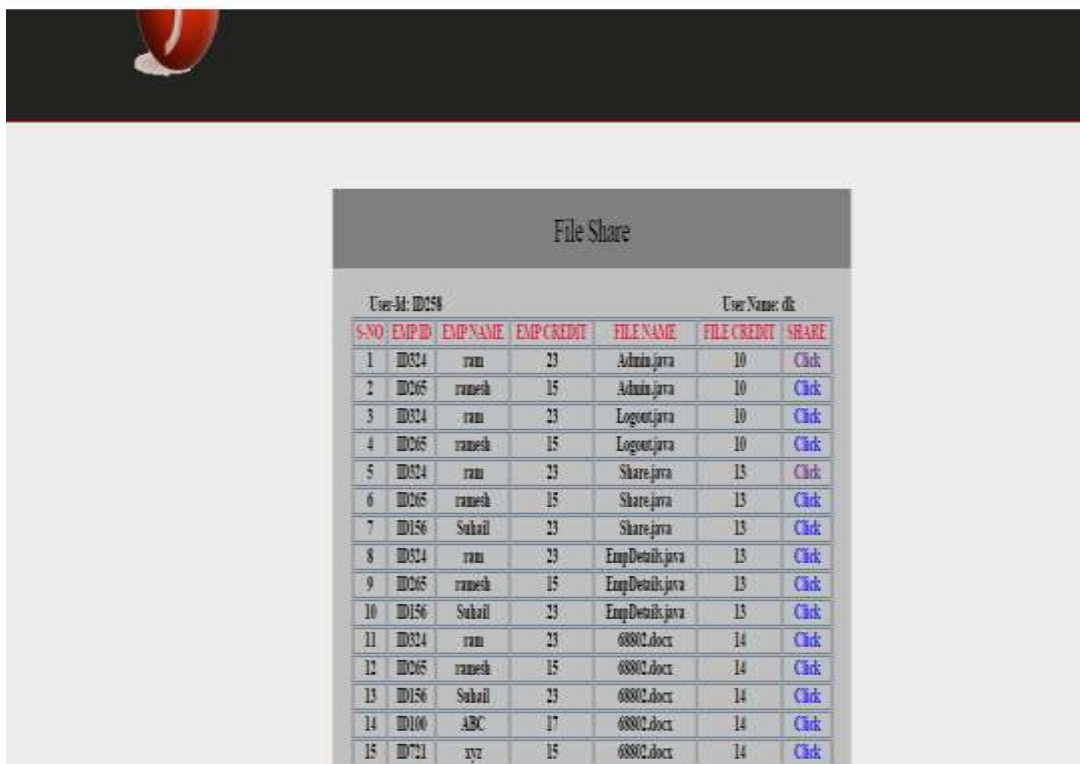 File Share
User-Id: ID258 User Name: dk
S-NO EMP ID EMP NAME EMP CREDIT FILE NAME FILE CREDIT SHARE
1 ID324 ram 23 Admin.java 10 Click
2 ID265 ramesh 15 Admin.java 10 Click
3 ID324 ram 23 Logout.java 10 Click
4 ID265 ramesh 15 Logout.java 10 Click
5 ID324 ram 23 Share.java 13 Click
6 ID265 ramesh 15 Share.java 13 Click
7 ID156 Suhail 23 Share.java 13 Click
8 ID324 ram 23 EmpDetails.java 13 Click
9 ID265 ramesh 15 EmpDetails.java 13 Click
10 ID156 Suhail 23 EmpDetails.java 13 Click
11 ID324 ram 23 68802.docx 14 Click
12 ID265 ramesh 15 68802.docx 14 Click
13 ID156 Suhail 23 68802.docx 14 Click
14 ID100 ABC 17 68802.docx 14 Click
15 ID721 xyz 15 68802.docx 14 Click